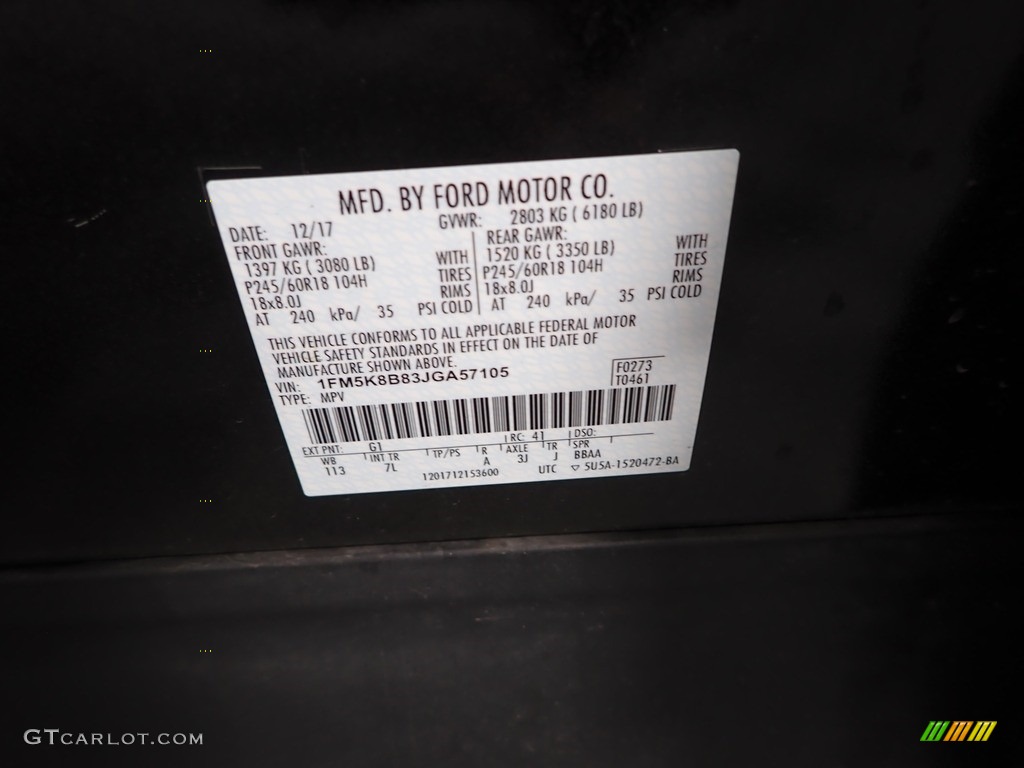 MFD. BY FORD MOTOR CO.
DATE: 12/17 GVWR: 2803 KG ( 6180 LB)
FRONT GAWR: REAR GAWR:
1397 KG ( 3080 LB) WITH 1520 KG ( 3350 LB) WITH
P245/60R18 104H TIRES P245/60R18 104H TIRES
18x8.0J RIMS 18x8.0J RIMS
AT 240 kPa/ 35 PSI COLD AT 240 kPa/ 35 PSI COLD
THIS VEHICLE CONFORMS TO ALL APPLICABLE FEDERAL MOTOR
VEHICLE SAFETY STANDARDS IN EFFECT ON THE DATE OF
MANUFACTURE SHOWN ABOVE.
VIN: 1FM5K8B83JGA57105 F0273
TYPE: MPV T0461
EXT PNT: G1 RC: 41 DSO:
WB INT TR TP/PS R AXLE TR SPR
113 7L A 3J J BBAA
1201712153600 UTC ▽ 5U5A-1520472-BA
GTCARLOT.COM